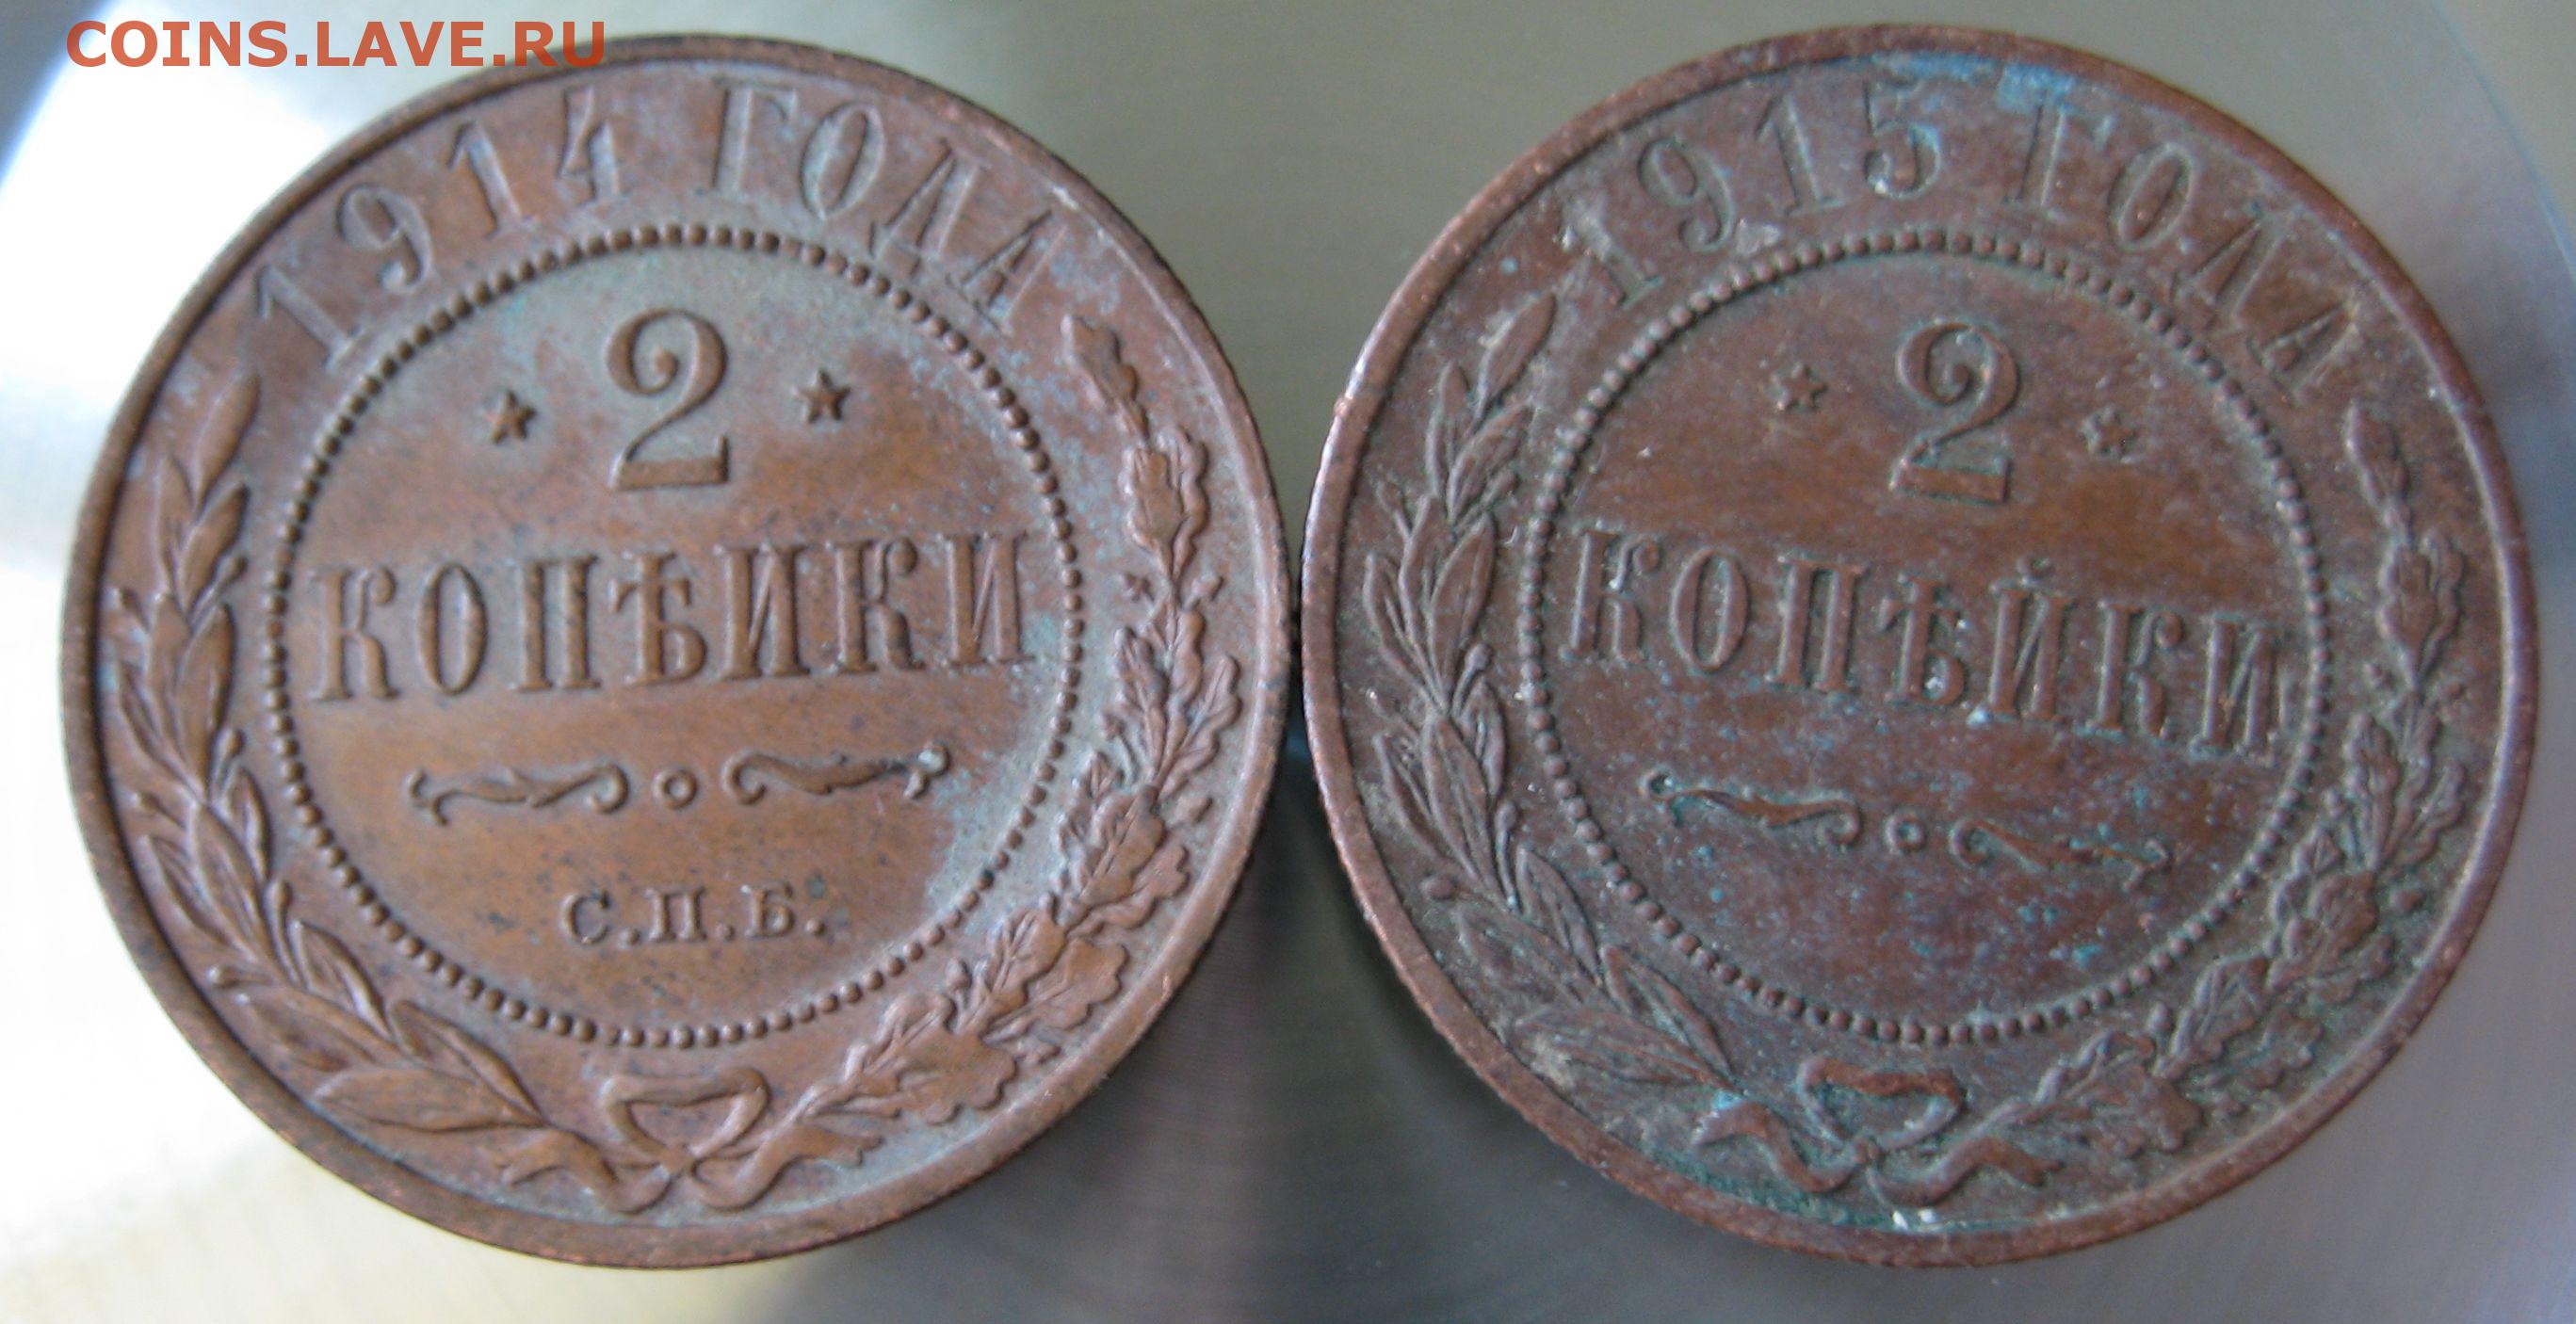 COINS.LAVE.RU
1914 ГОДА
2
КОПѢЙКИ
С.П.Б.
1915 ГОДА
2
КОПѢЙКИ